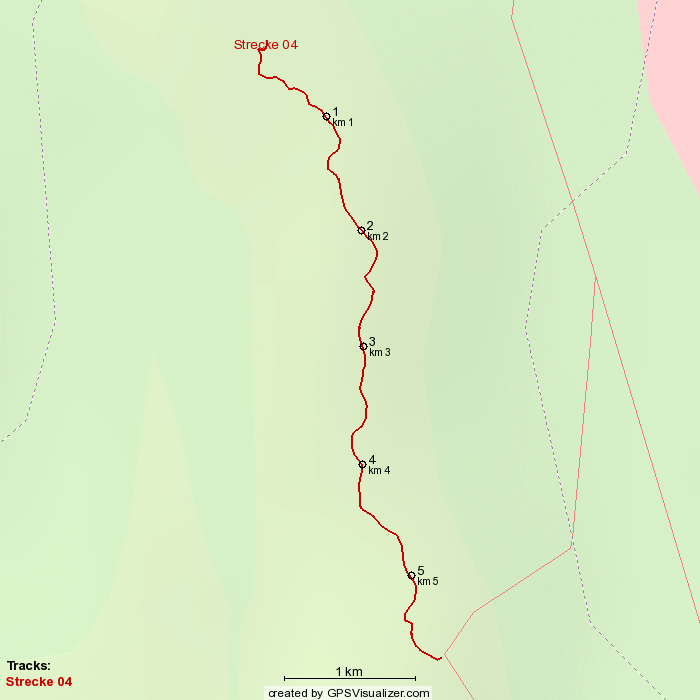 Strecke 04
1
km 1
2
km 2
3
km 3
4
km 4
5
km 5
Tracks:
Strecke 04
1 km
created by GPSVisualizer.com